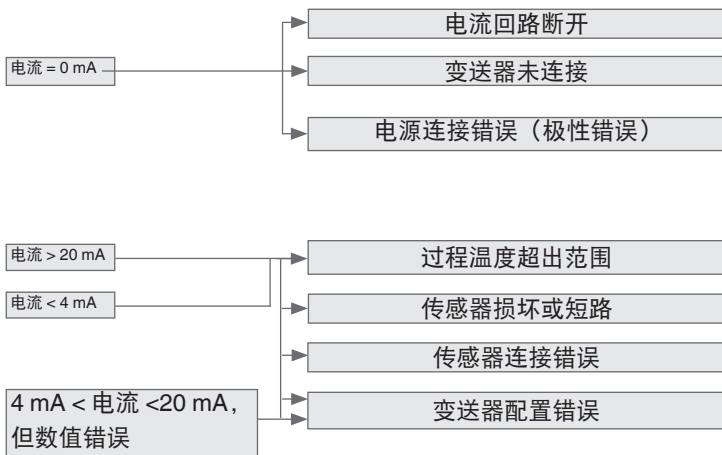 电流回路断开
电流 = 0 mA
变送器未连接
电源连接错误（极性错误）
电流 > 20 mA
过程温度超出范围
电流 < 4 mA
传感器损坏或短路
传感器连接错误
4 mA < 电流 <20 mA，
但数值错误
变送器配置错误